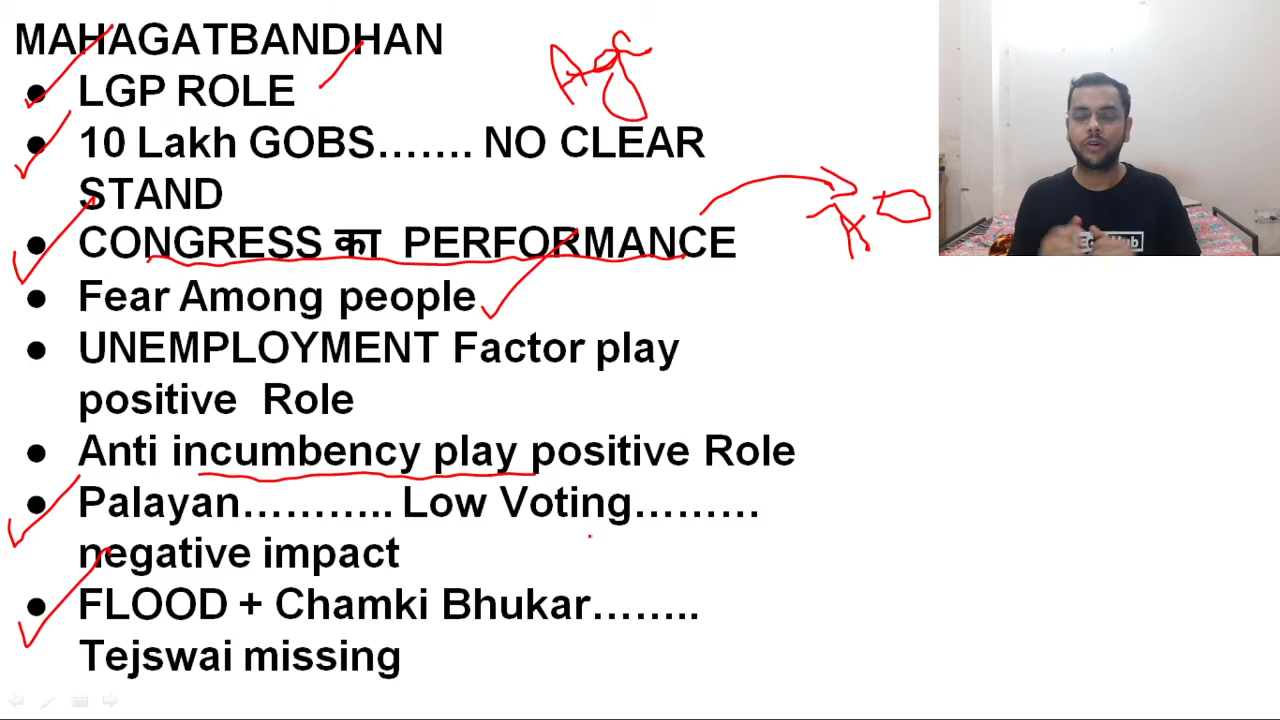 MAHAGATBANDHAN
● LGP ROLE
● 10 Lakh GOBS……. NO CLEAR
STAND
● CONGRESS का PERFORMANCE
● Fear Among people
● UNEMPLOYMENT Factor play
positive Role
● Anti incumbency play positive Role
● Palayan……….. Low Voting………
negative impact
● FLOOD + Chamki Bhukar……..
Tejswai missing